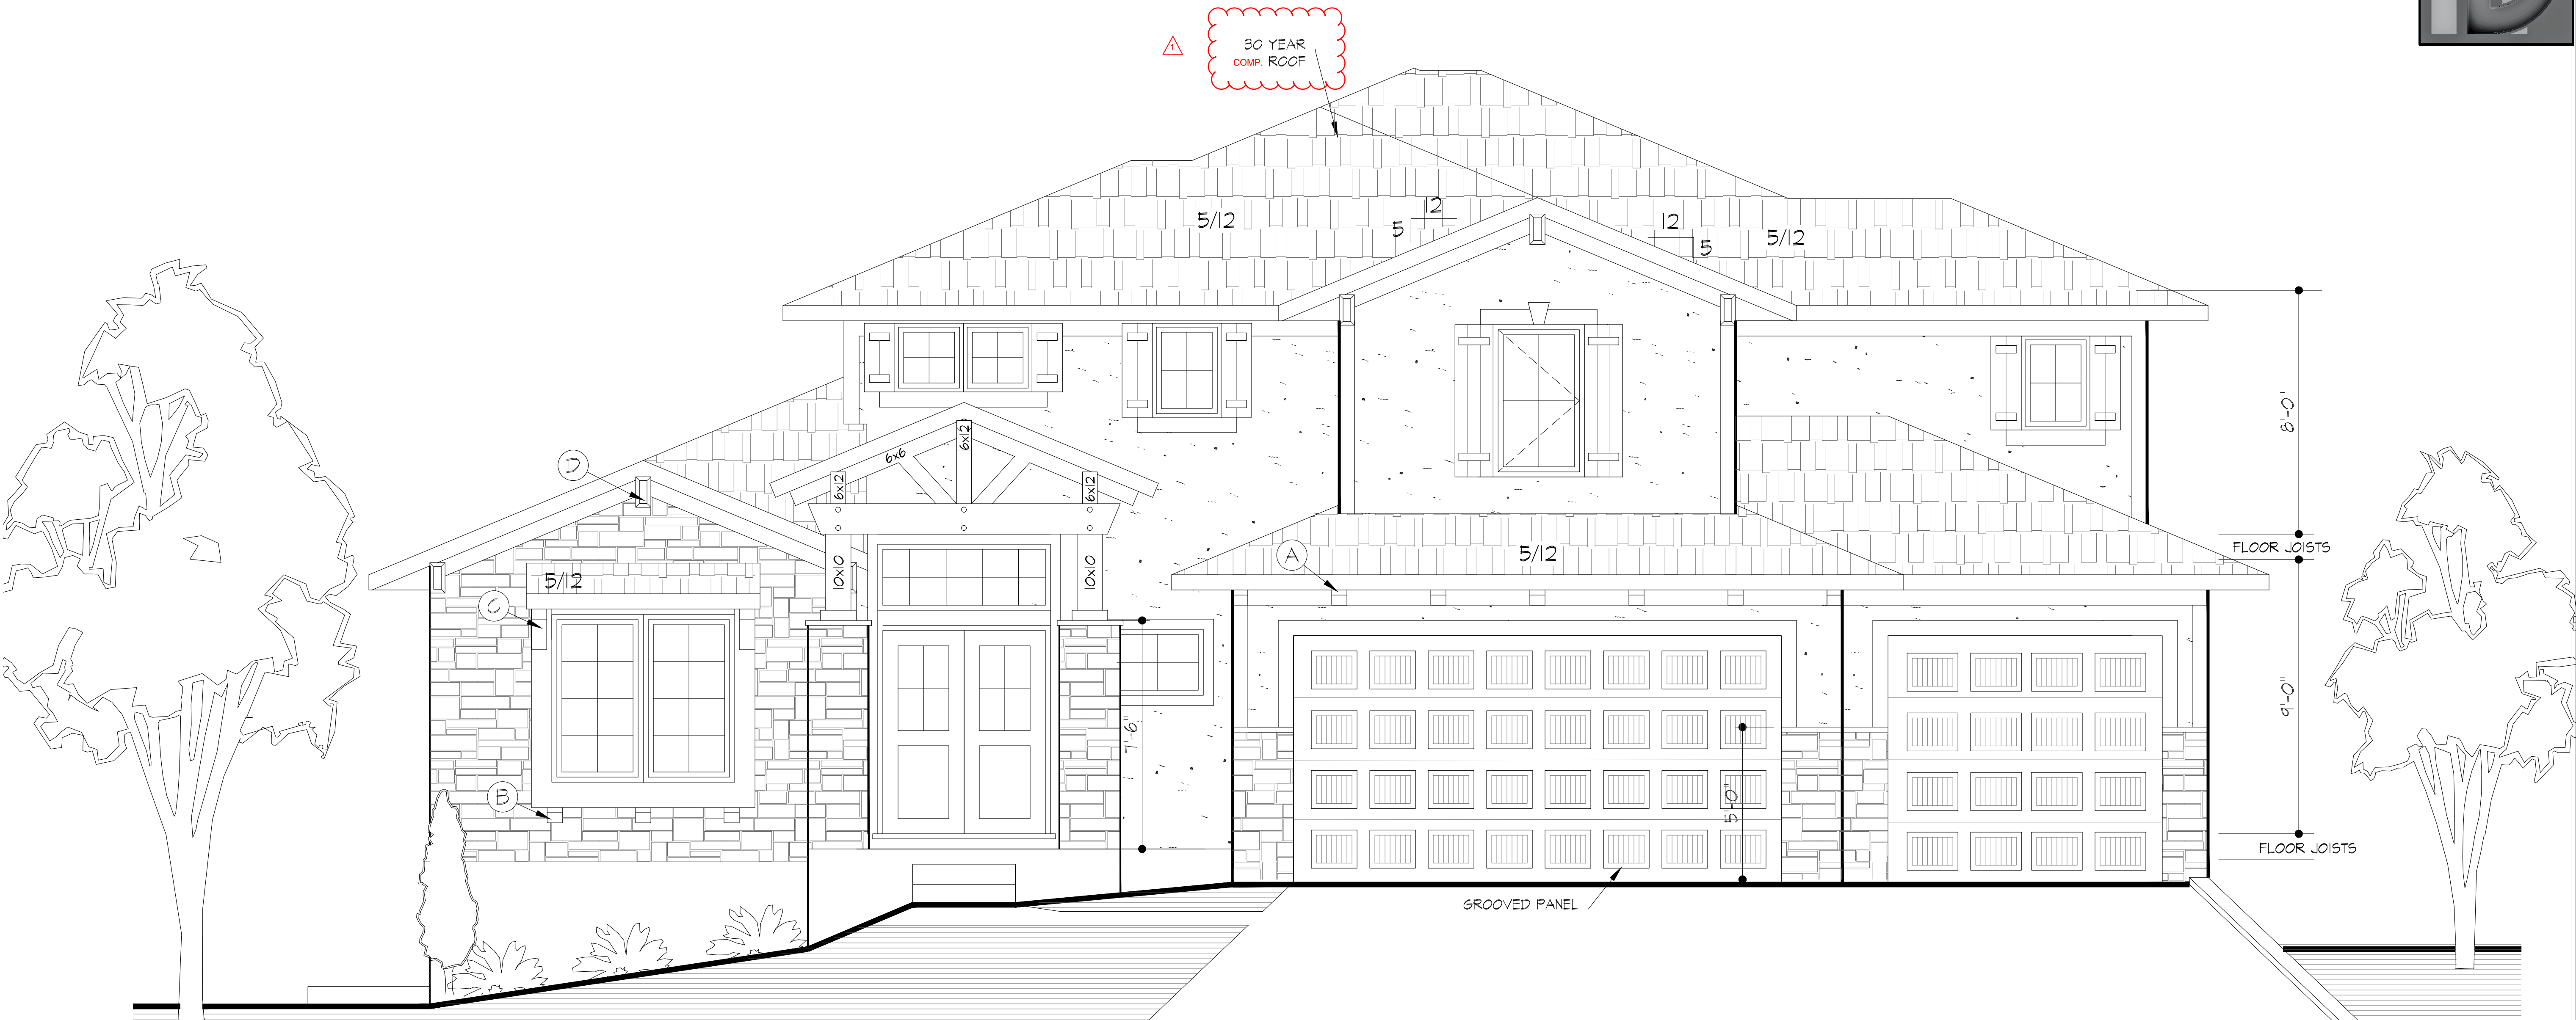 1
30 YEAR
COMP. ROOF
12
5
5/12
12
5
5/12
8'-0"
6x12
6x6
D
6x12
6x12
FLOOR JOISTS
A
5/12
5/12
10x10
10x10
C
9'-0"
7'-6"
B
5'-0"
FLOOR JOISTS
GROOVED PANEL